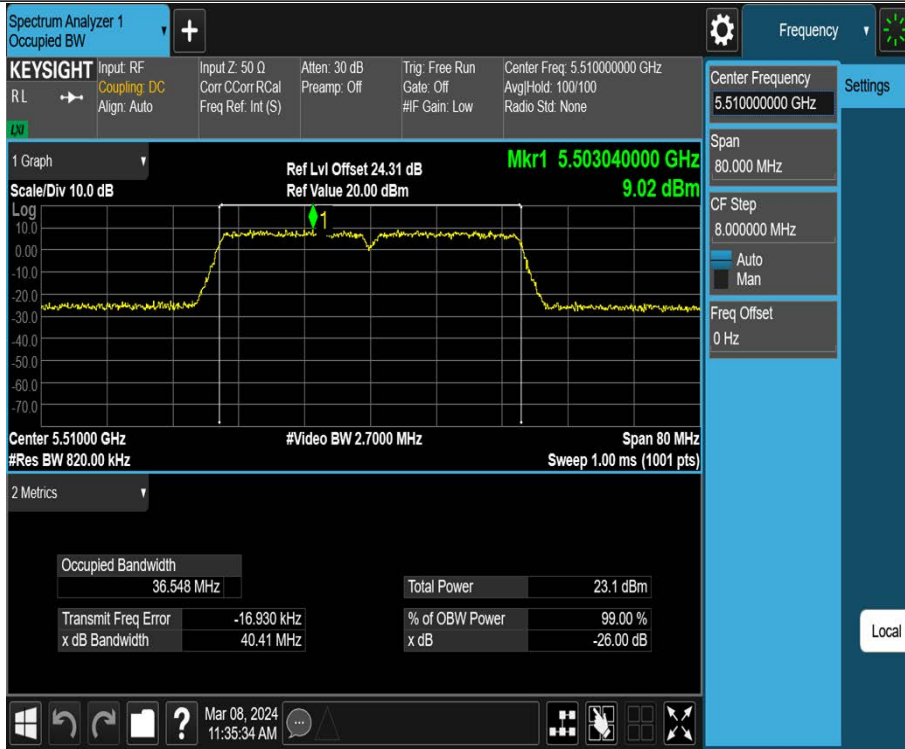 Spectrum Analyzer 1
Occupied BW
+
Frequency
KEYSIGHT
RL
LXI
Input: RF
Coupling: DC
Align: Auto
Input Z: 50 Ω
Corr CCorr RCal
Freq Ref: Int (S)
Atten: 30 dB
Preamp: Off
Trig: Free Run
Gate: Off
#IF Gain: Low
Center Freq: 5.510000000 GHz
Avg|Hold: 100/100
Radio Std: None
Center Frequency
5.510000000 GHz
Settings
Span
80.000 MHz
CF Step
8.000000 MHz
Auto
Man
Freq Offset
0 Hz
Local
1 Graph
Scale/Div 10.0 dB
Ref Lvl Offset 24.31 dB
Ref Value 20.00 dBm
Mkr1 5.503040000 GHz
9.02 dBm
Log
10.0
0.00
-10.0
-20.0
-30.0
-40.0
-50.0
-60.0
-70.0
1
Center 5.51000 GHz
#Res BW 820.00 kHz
#Video BW 2.7000 MHz
Span 80 MHz
Sweep 1.00 ms (1001 pts)
2 Metrics
Occupied Bandwidth
36.548 MHz
Total Power 23.1 dBm
Transmit Freq Error -16.930 kHz
% of OBW Power 99.00 %
x dB Bandwidth 40.41 MHz
x dB -26.00 dB
?
Mar 08, 2024
11:35:34 AM